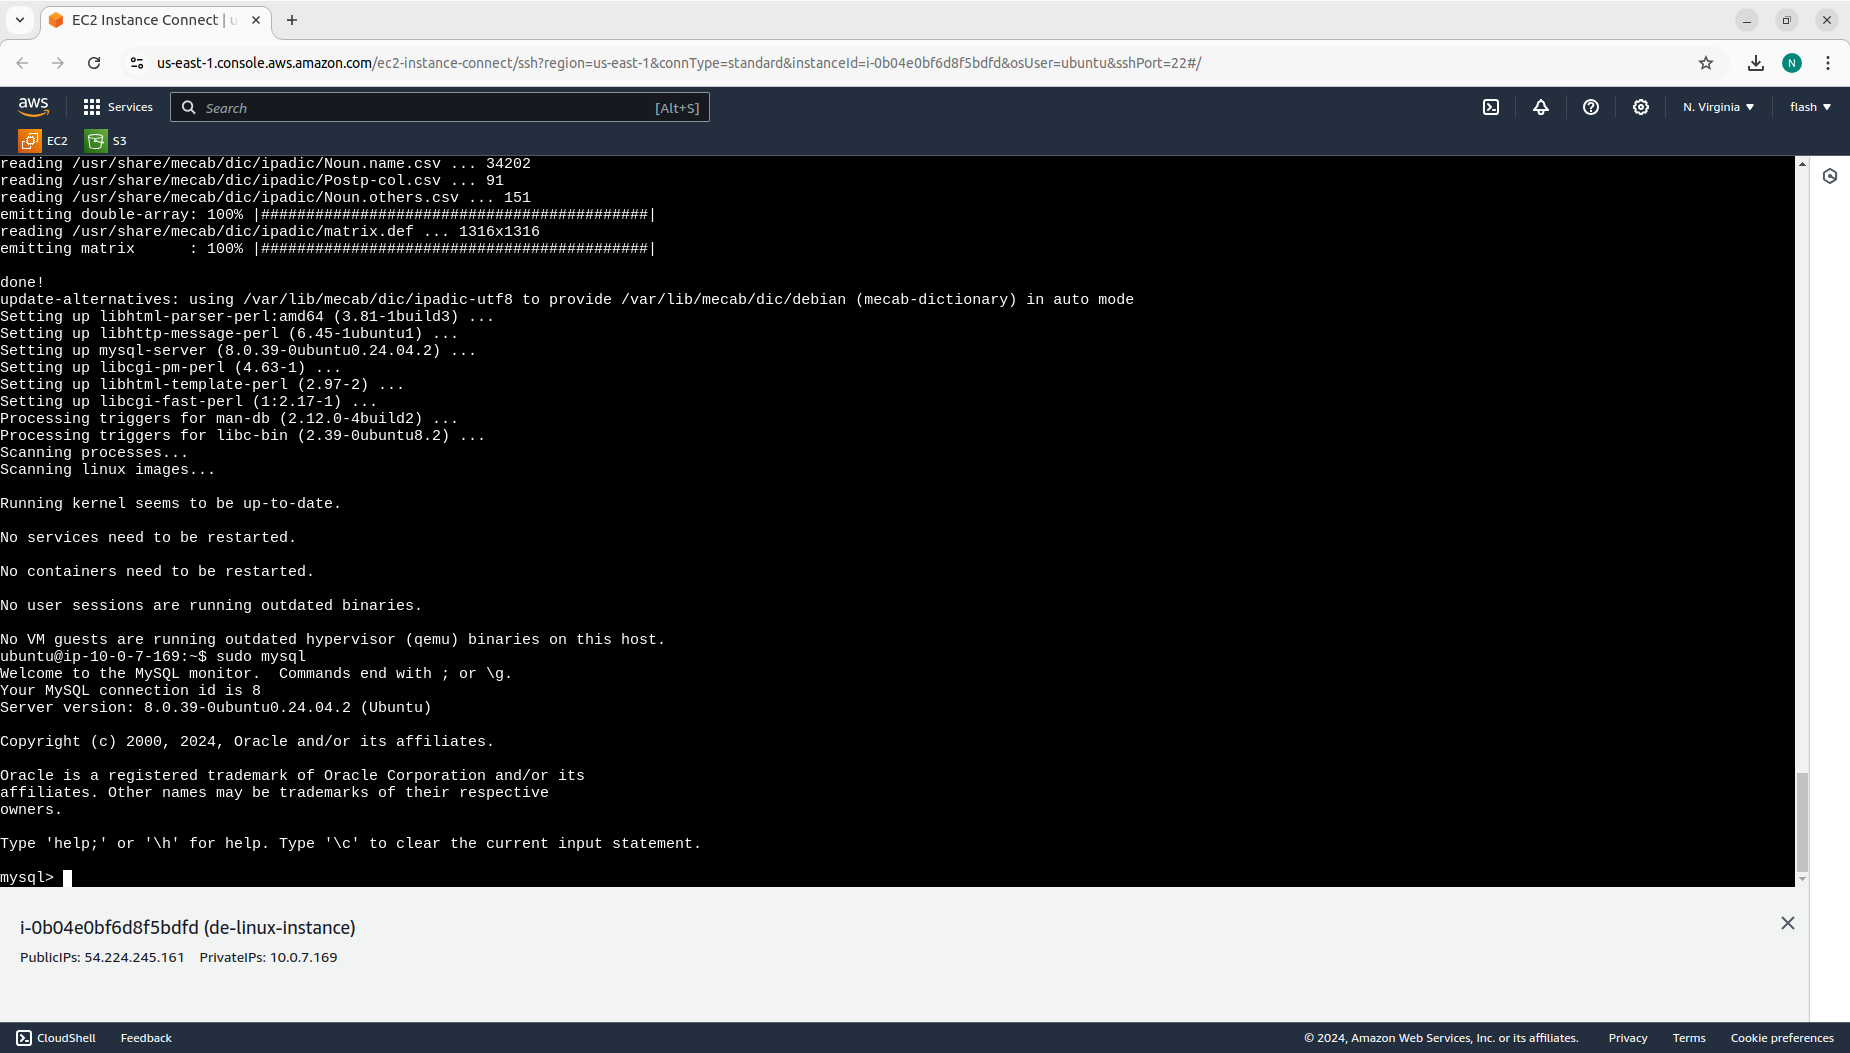 EC2 Instance Connect | u
us-east-1.console.aws.amazon.com/ec2-instance-connect/ssh?region=us-east-1&connType=standard&instanceId=i-0b04e0bf6d8f5bdfd&osUser=ubuntu&sshPort=22#/
N
aws
Services
Search
[Alt+S]
N. Virginia
flash
EC2
S3
reading /usr/share/mecab/dic/ipadic/Noun.name.csv ... 34202
reading /usr/share/mecab/dic/ipadic/Postp-col.csv ... 91
reading /usr/share/mecab/dic/ipadic/Noun.others.csv ... 151
emitting double-array: 100% |###########################################|
reading /usr/share/mecab/dic/ipadic/matrix.def ... 1316x1316
emitting matrix      : 100% |###########################################|
done!
update-alternatives: using /var/lib/mecab/dic/ipadic-utf8 to provide /var/lib/mecab/dic/debian (mecab-dictionary) in auto mode
Setting up libhtml-parser-perl:amd64 (3.81-1build3) ...
Setting up libhttp-message-perl (6.45-1ubuntu1) ...
Setting up mysql-server (8.0.39-0ubuntu0.24.04.2) ...
Setting up libcgi-pm-perl (4.63-1) ...
Setting up libhtml-template-perl (2.97-2) ...
Setting up libcgi-fast-perl (1:2.17-1) ...
Processing triggers for man-db (2.12.0-4build2) ...
Processing triggers for libc-bin (2.39-0ubuntu8.2) ...
Scanning processes...
Scanning linux images...
Running kernel seems to be up-to-date.
No services need to be restarted.
No containers need to be restarted.
No user sessions are running outdated binaries.
No VM guests are running outdated hypervisor (qemu) binaries on this host.
ubuntu@ip-10-0-7-169:~$ sudo mysql
Welcome to the MySQL monitor.  Commands end with ; or \g.
Your MySQL connection id is 8
Server version: 8.0.39-0ubuntu0.24.04.2 (Ubuntu)
Copyright (c) 2000, 2024, Oracle and/or its affiliates.
Oracle is a registered trademark of Oracle Corporation and/or its
affiliates. Other names may be trademarks of their respective
owners.
Type 'help;' or '\h' for help. Type '\c' to clear the current input statement.
mysql>
i-0b04e0bf6d8f5bdfd (de-linux-instance)
PublicIPs: 54.224.245.161 PrivateIPs: 10.0.7.169
CloudShell
Feedback
© 2024, Amazon Web Services, Inc. or its affiliates.
Privacy
Terms
Cookie preferences